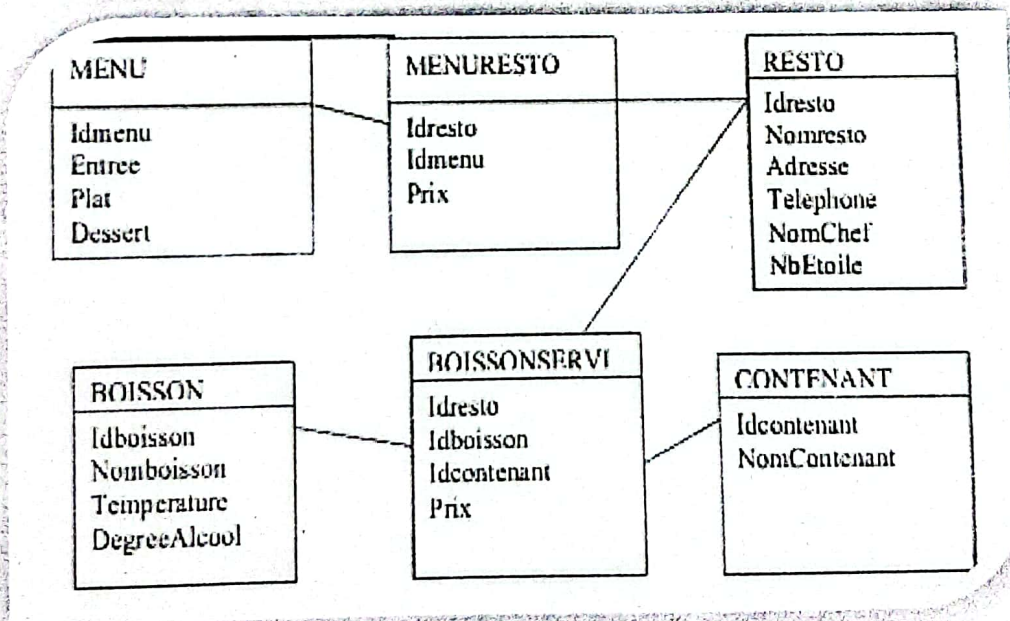 MENU
Idmenu
Entree
Plat
Dessert
MENURESTO
Idresto
Idmenu
Prix
RESTO
Idresto
Nomresto
Adresse
Telephone
NomChef
NbEtoile
BOISSON
Idboisson
Nomboisson
Temperature
DegreeAlcool
BOISSONSERVI
Idresto
Idboisson
Idcontenant
Prix
CONTENANT
Idcontenant
NomContenant